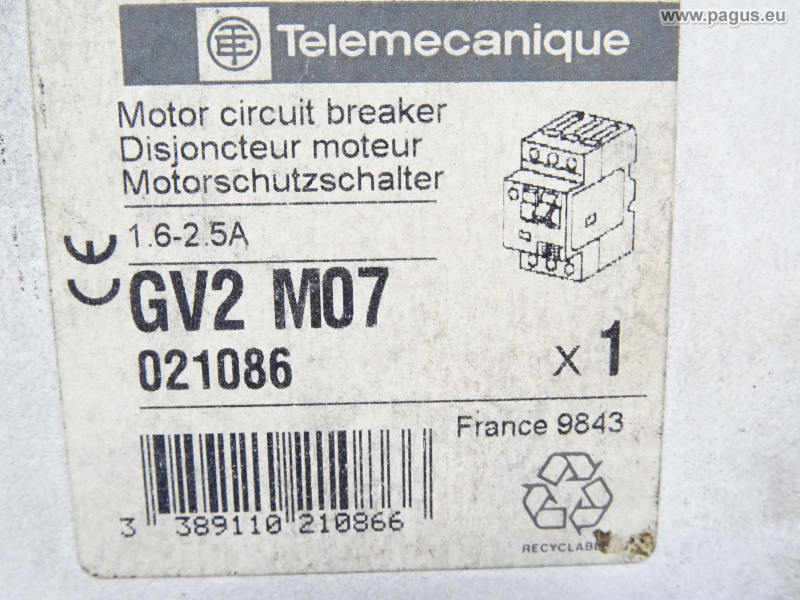 www.pagus.eu
Telemecanique
Motor circuit breaker
Disjoncteur moteur
Motorschutzschalter
1.6-2.5A
CE
GV2 M07
021086
x 1
France 9843
3 389110 210866
RECYCLABLE